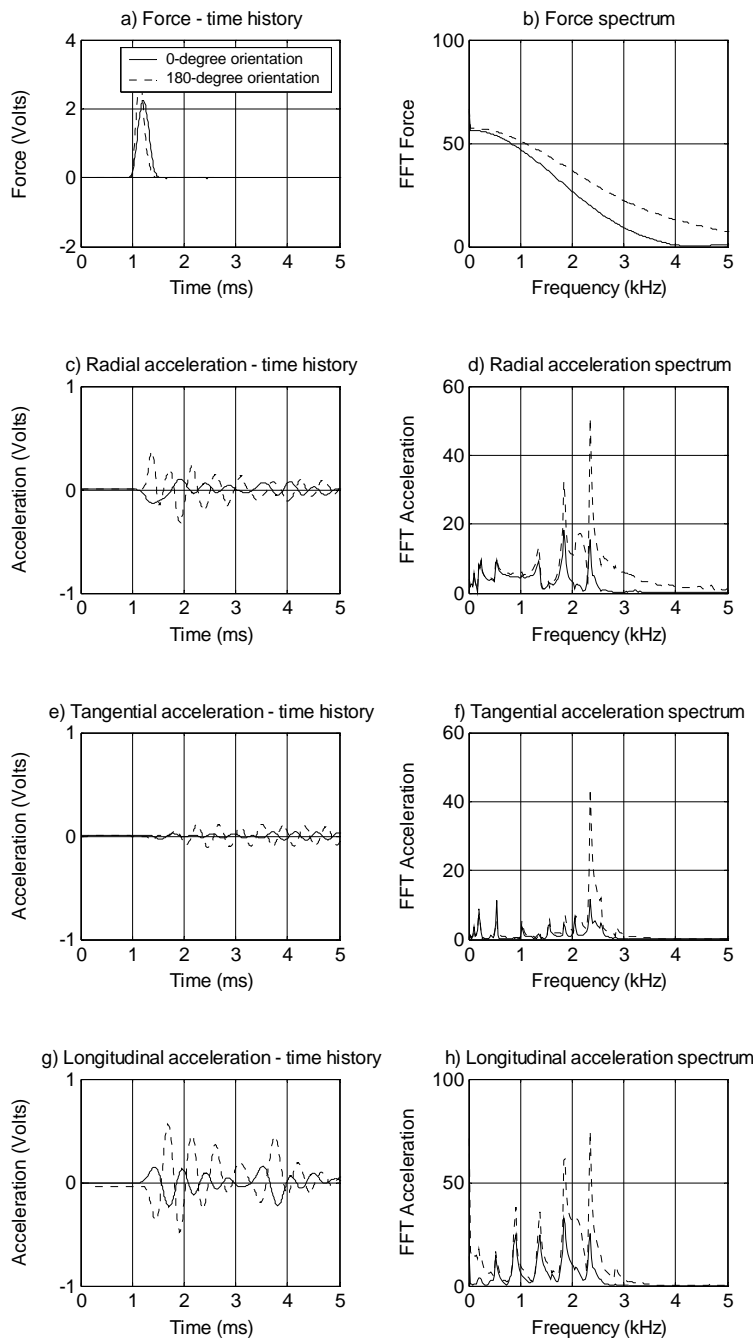 a) Force - time history
4
2
0
-2
0 1 2 3 4 5
Force (Volts)
Time (ms)
0-degree orientation
180-degree orientation
b) Force spectrum
100
50
0
0 1 2 3 4 5
FFT Force
Frequency (kHz)
c) Radial acceleration - time history
1
0
-1
0 1 2 3 4 5
Acceleration (Volts)
Time (ms)
d) Radial acceleration spectrum
60
40
20
0
0 1 2 3 4 5
FFT Acceleration
Frequency (kHz)
e) Tangential acceleration - time history
1
0
-1
0 1 2 3 4 5
Acceleration (Volts)
Time (ms)
f) Tangential acceleration spectrum
60
40
20
0
0 1 2 3 4 5
FFT Acceleration
Frequency (kHz)
g) Longitudinal acceleration - time history
1
0
-1
0 1 2 3 4 5
Acceleration (Volts)
Time (ms)
h) Longitudinal acceleration spectrum
100
50
0
0 1 2 3 4 5
FFT Acceleration
Frequency (kHz)